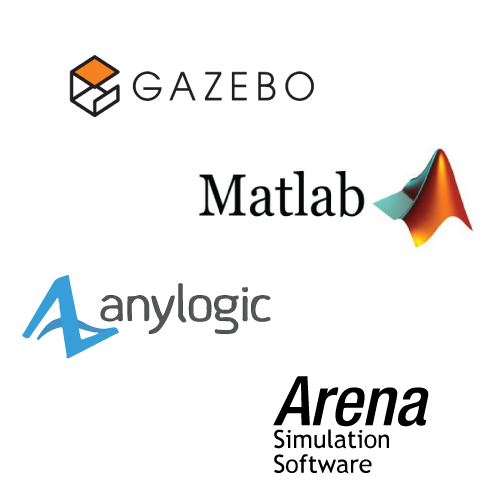 GAZEBO
Matlab
anylogic
Arena
Simulation
Software